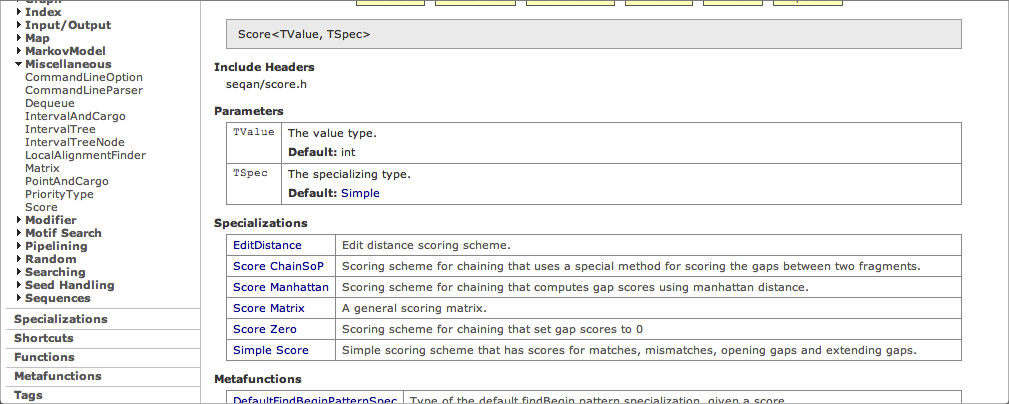 Graph
Index
Input/Output
Map
MarkovModel
Miscellaneous
CommandLineOption
CommandLineParser
Dequeue
IntervalAndCargo
IntervalTree
IntervalTreeNode
LocalAlignmentFinder
Matrix
PointAndCargo
PriorityType
Score
Modifier
Motif Search
Pipelining
Random
Searching
Seed Handling
Sequences
Specializations
Shortcuts
Functions
Metafunctions
Tags
Score<TValue, TSpec>
Include Headers
seqan/score.h
Parameters
TValue The value type.
Default: int
TSpec The specializing type.
Default: Simple
Specializations
EditDistance Edit distance scoring scheme.
Score ChainSoP Scoring scheme for chaining that uses a special method for scoring the gaps between two fragments.
Score Manhattan Scoring scheme for chaining that computes gap scores using manhattan distance.
Score Matrix A general scoring matrix.
Score Zero Scoring scheme for chaining that set gap scores to 0
Simple Score Simple scoring scheme that has scores for matches, mismatches, opening gaps and extending gaps.
Metafunctions
DefaultFindBeginPatternSpec Type of the default findBegin pattern specialization, given a score.